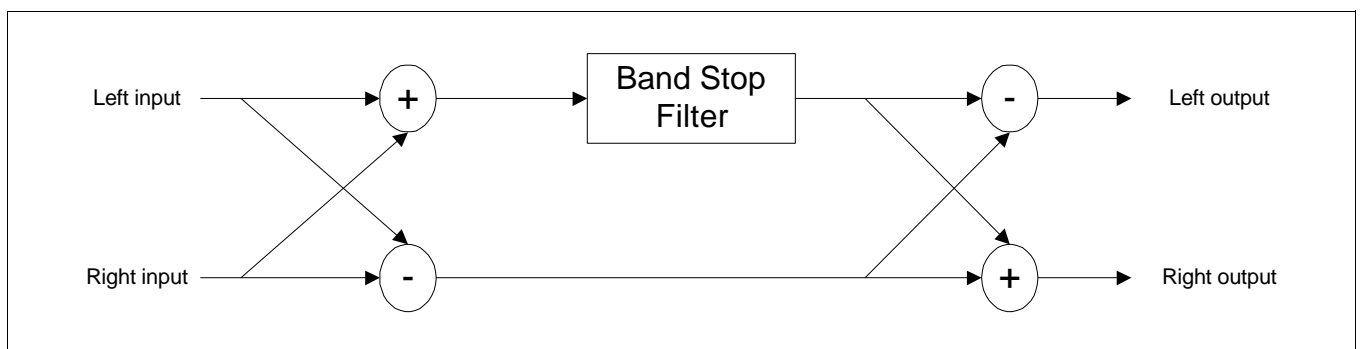 Left input
+
Band Stop
Filter
-
Left output
Right input
-
+
Right output